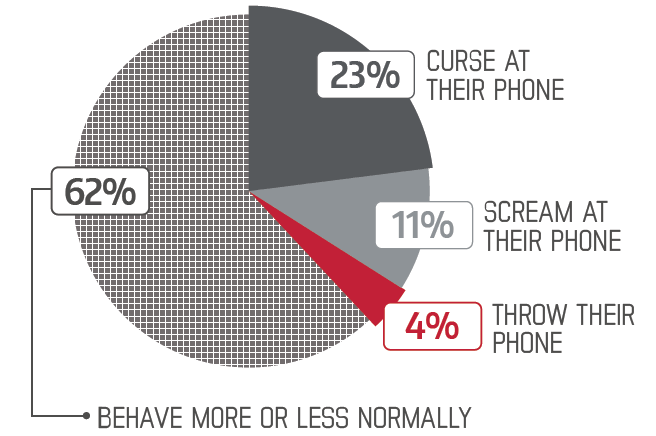 23%
CURSE AT
THEIR PHONE
62%
11%
SCREAM AT
THEIR PHONE
4%
THROW THEIR
PHONE
BEHAVE MORE OR LESS NORMALLY